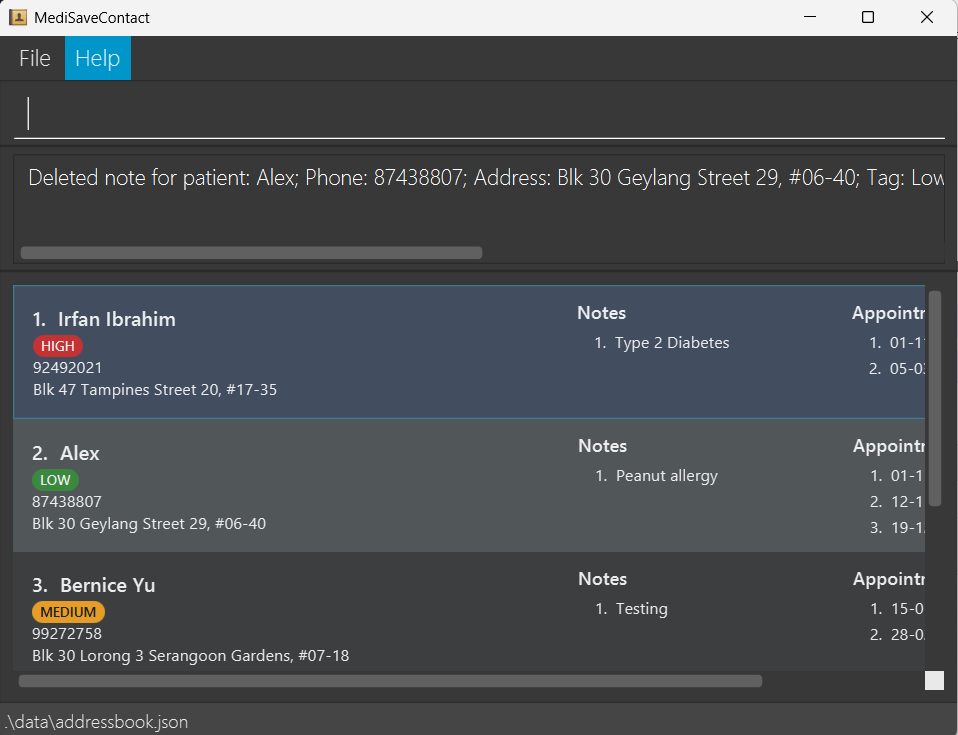 MediSaveContact
File Help
Deleted note for patient: Alex; Phone: 87438807; Address: Blk 30 Geylang Street 29, #06-40; Tag: Low
1. Irfan Ibrahim
HIGH
92492021
Blk 47 Tampines Street 20, #17-35
Notes
1. Type 2 Diabetes
Appointr
1. 01-1
2. 05-0
2. Alex
LOW
87438807
Blk 30 Geylang Street 29, #06-40
Notes
1. Peanut allergy
Appointr
1. 01-1
2. 12-1
3. 19-1
3. Bernice Yu
MEDIUM
99272758
Blk 30 Lorong 3 Serangoon Gardens, #07-18
Notes
1. Testing
Appointr
1. 15-0
2. 28-0
.\data\addressbook.json